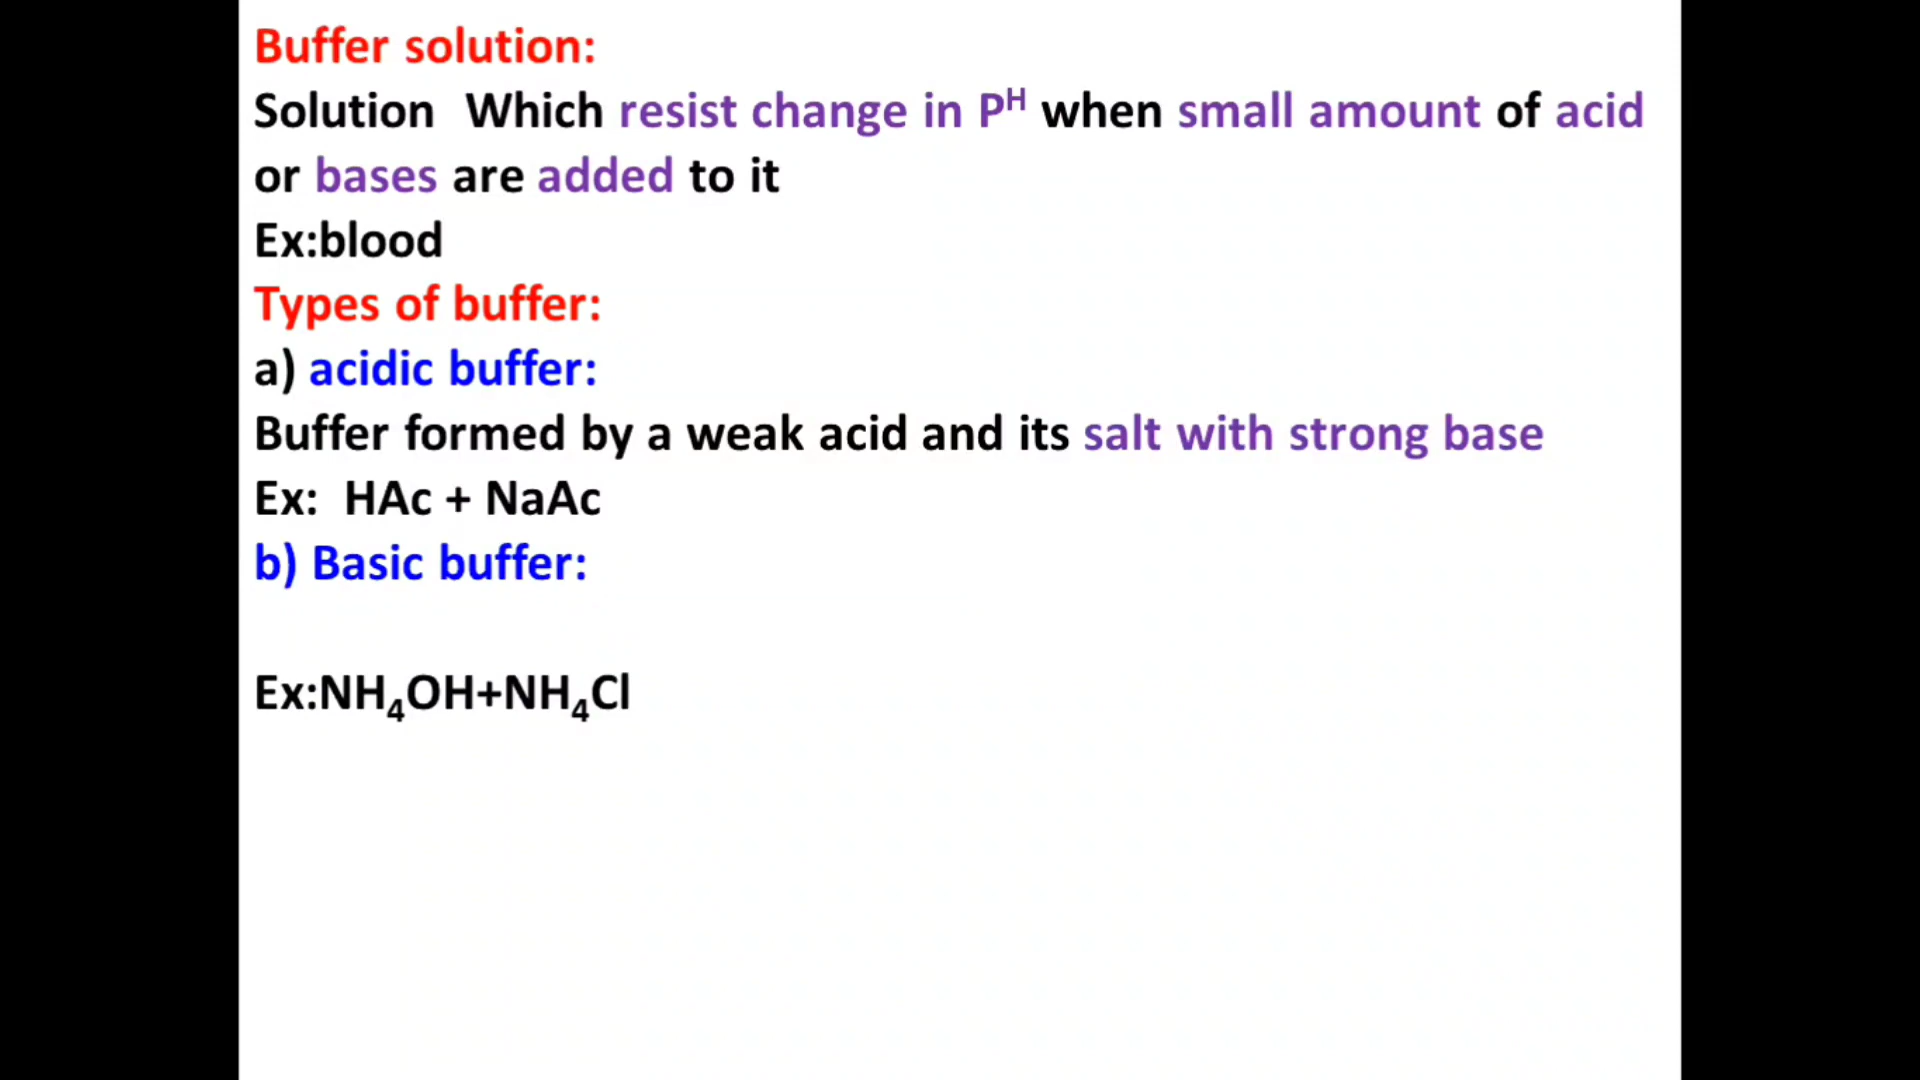 Buffer solution:
Solution  Which resist change in Pᴴ when small amount of acid
or bases are added to it
Ex:blood
Types of buffer:
a) acidic buffer:
Buffer formed by a weak acid and its salt with strong base
Ex:  HAc + NaAc
b) Basic buffer:
Ex:NH₄OH+NH₄Cl